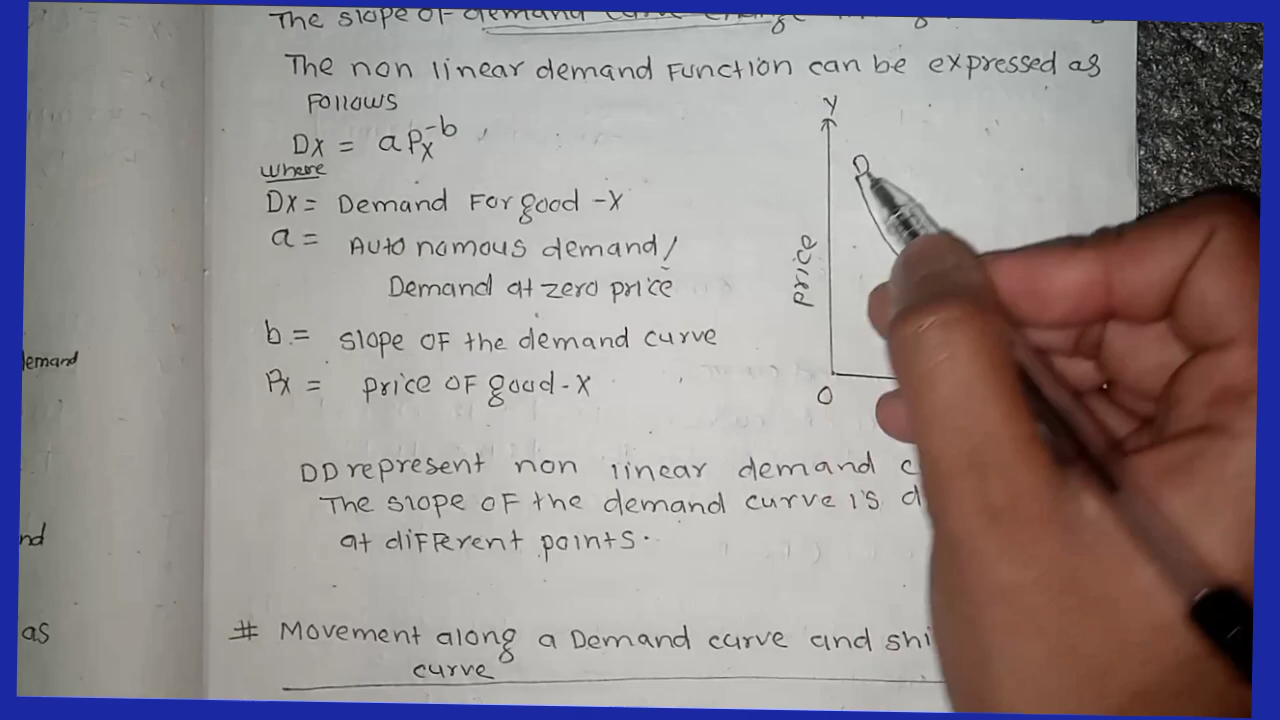 The slope of demand curve change
The non linear demand Function can be expressed as
Follows
Dx = aPx^-b
where
Dx = Demand For good -X
a = Autonomous demand/
Demand at zero price
b = slope OF the demand curve
Px = price OF good-X
Y
D
price
O
DD represent non linear demand
The slope OF the demand curve is
at different points.
# Movement along a Demand curve and
curve
emand
nd
as